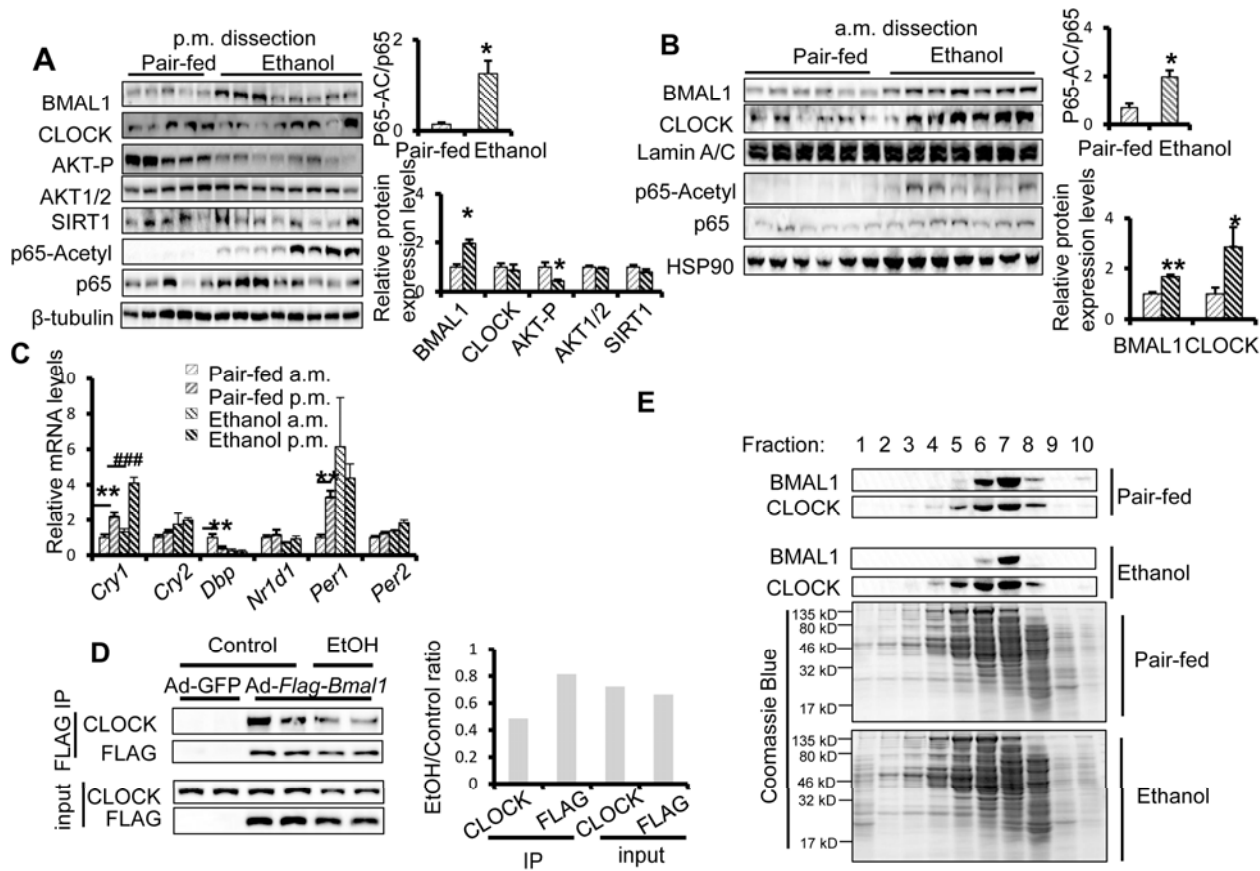 A
p.m. dissection
Pair-fed Ethanol
BMAL1
CLOCK
AKT-P
AKT1/2
SIRT1
p65-Acetyl
p65
β-tubulin
P65-AC/p65
2
1
0
*
Pair-fed Ethanol
Relative protein
expression levels
4
2
0
*
*
BMAL1
CLOCK
AKT-P
AKT1/2
SIRT1
B
a.m. dissection
Pair-fed Ethanol
BMAL1
CLOCK
Lamin A/C
p65-Acetyl
p65
HSP90
P65-AC/p65
4
2
0
*
Pair-fed Ethanol
Relative protein
expression levels
4
2
0
**
*
BMAL1 CLOCK
C
Relative mRNA levels
10
8
6
4
2
0
Pair-fed a.m.
Pair-fed p.m.
Ethanol a.m.
Ethanol p.m.
###
**
**
**
Cry1
Cry2
Dbp
Nr1d1
Per1
Per2
D
Control EtOH
Ad-GFP Ad-Flag-Bmal1
FLAG IP
CLOCK
FLAG
input
CLOCK
FLAG
EtOH/Control ratio
1
0.8
0.6
0.4
0.2
0
CLOCK
FLAG
CLOCK
FLAG
IP input
E
Fraction: 1 2 3 4 5 6 7 8 9 10
BMAL1
CLOCK
Pair-fed
BMAL1
CLOCK
Ethanol
Coomassie Blue
135 kD
80 kD
46 kD
32 kD
17 kD
Pair-fed
135 kD
80 kD
46 kD
32 kD
17 kD
Ethanol